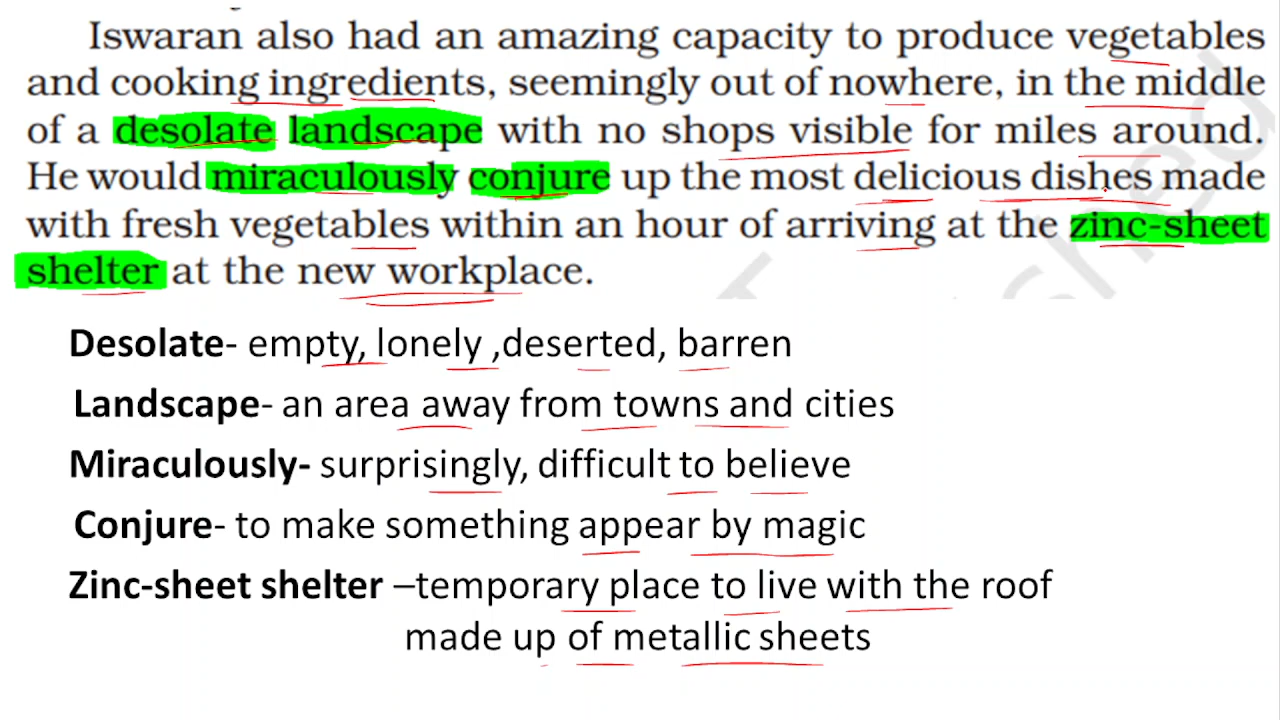 Iswaran also had an amazing capacity to produce vegetables
and cooking ingredients, seemingly out of nowhere, in the middle
of a desolate landscape with no shops visible for miles around.
He would miraculously conjure up the most delicious dishes made
with fresh vegetables within an hour of arriving at the zinc-sheet
shelter at the new workplace.
Desolate- empty, lonely ,deserted, barren
Landscape- an area away from towns and cities
Miraculously- surprisingly, difficult to believe
Conjure- to make something appear by magic
Zinc-sheet shelter –temporary place to live with the roof
made up of metallic sheets